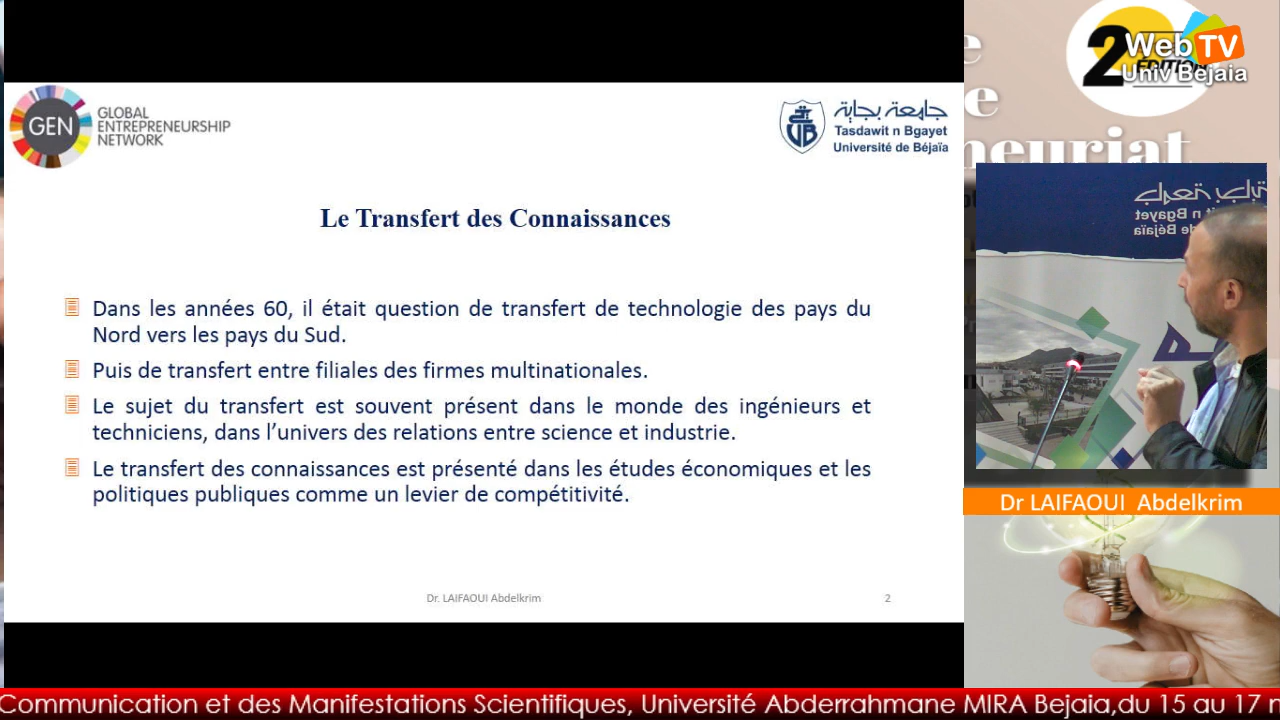 GEN
GLOBAL
ENTREPRENEURSHIP
NETWORK
جامعة بجاية
Tasdawit n Bgayet
Université de Béjaïa
Le Transfert des Connaissances
Dans les années 60, il était question de transfert de technologie des pays du
Nord vers les pays du Sud.
Puis de transfert entre filiales des firmes multinationales.
Le sujet du transfert est souvent présent dans le monde des ingénieurs et
techniciens, dans l’univers des relations entre science et industrie.
Le transfert des connaissances est présenté dans les études économiques et les
politiques publiques comme un levier de compétitivité.
Dr. LAIFAOUI Abdelkrim
2
2
ÉDITION
Web TV
Univ Bejaia
neuriat
Dr LAIFAOUI Abdelkrim
Communication et des Manifestations Scientifiques, Université Abderrahmane MIRA Bejaia,du 15 au 17